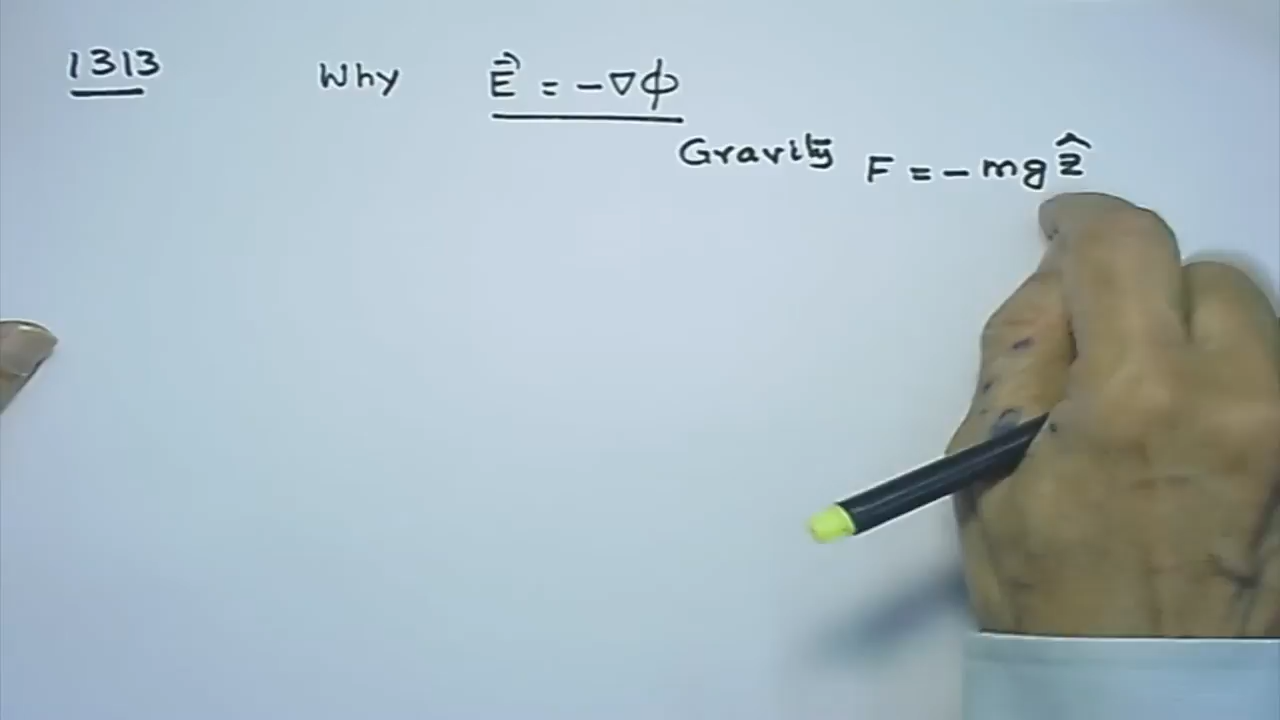 1313 Why E⃗ = -∇ϕ
Gravity F = - mg ẑ